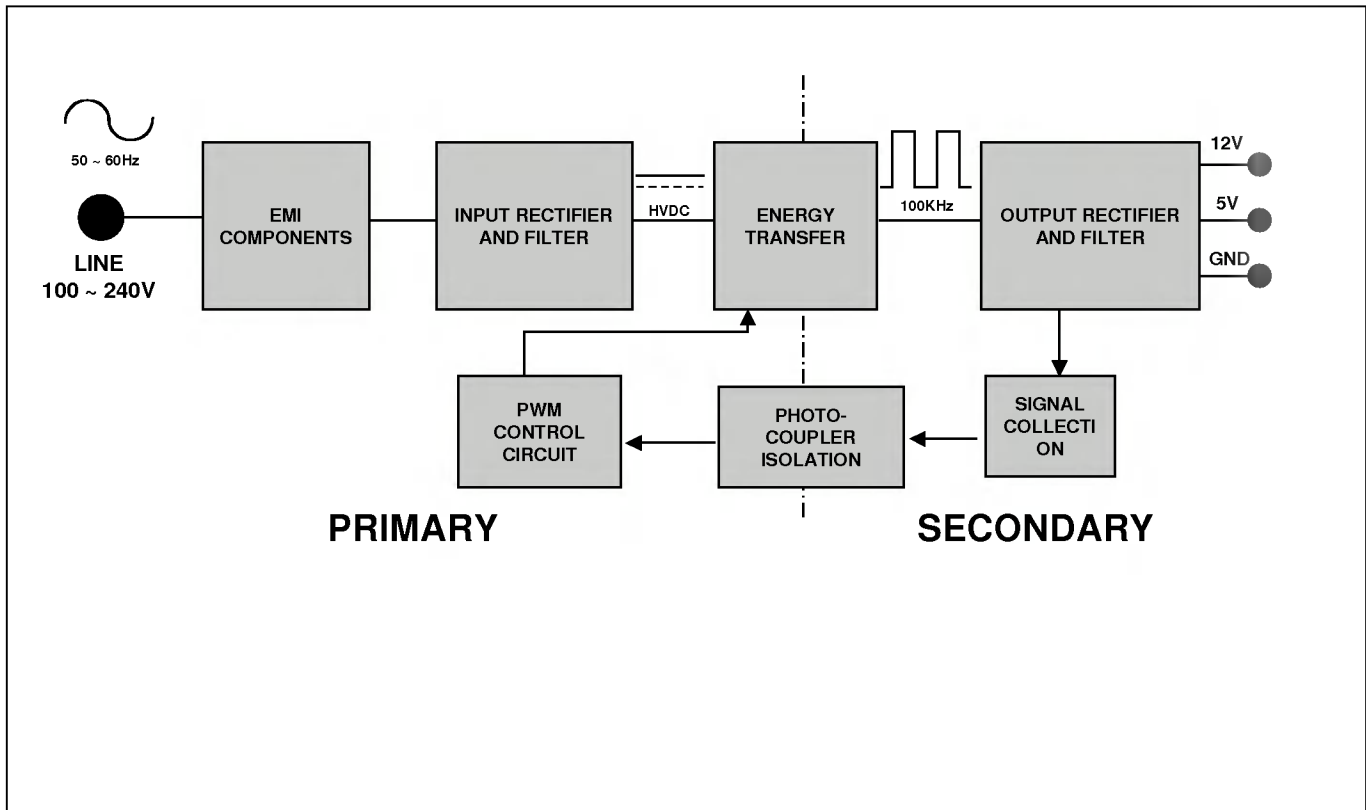 50 ~ 60Hz
LINE
100 ~ 240V
EMI
COMPONENTS
INPUT RECTIFIER
AND FILTER
HVDC
ENERGY
TRANSFER
100KHz
OUTPUT RECTIFIER
AND FILTER
12V
5V
GND
PWM
CONTROL
CIRCUIT
PHOTO-
COUPLER
ISOLATION
SIGNAL
COLLECTI
ON
PRIMARY
SECONDARY